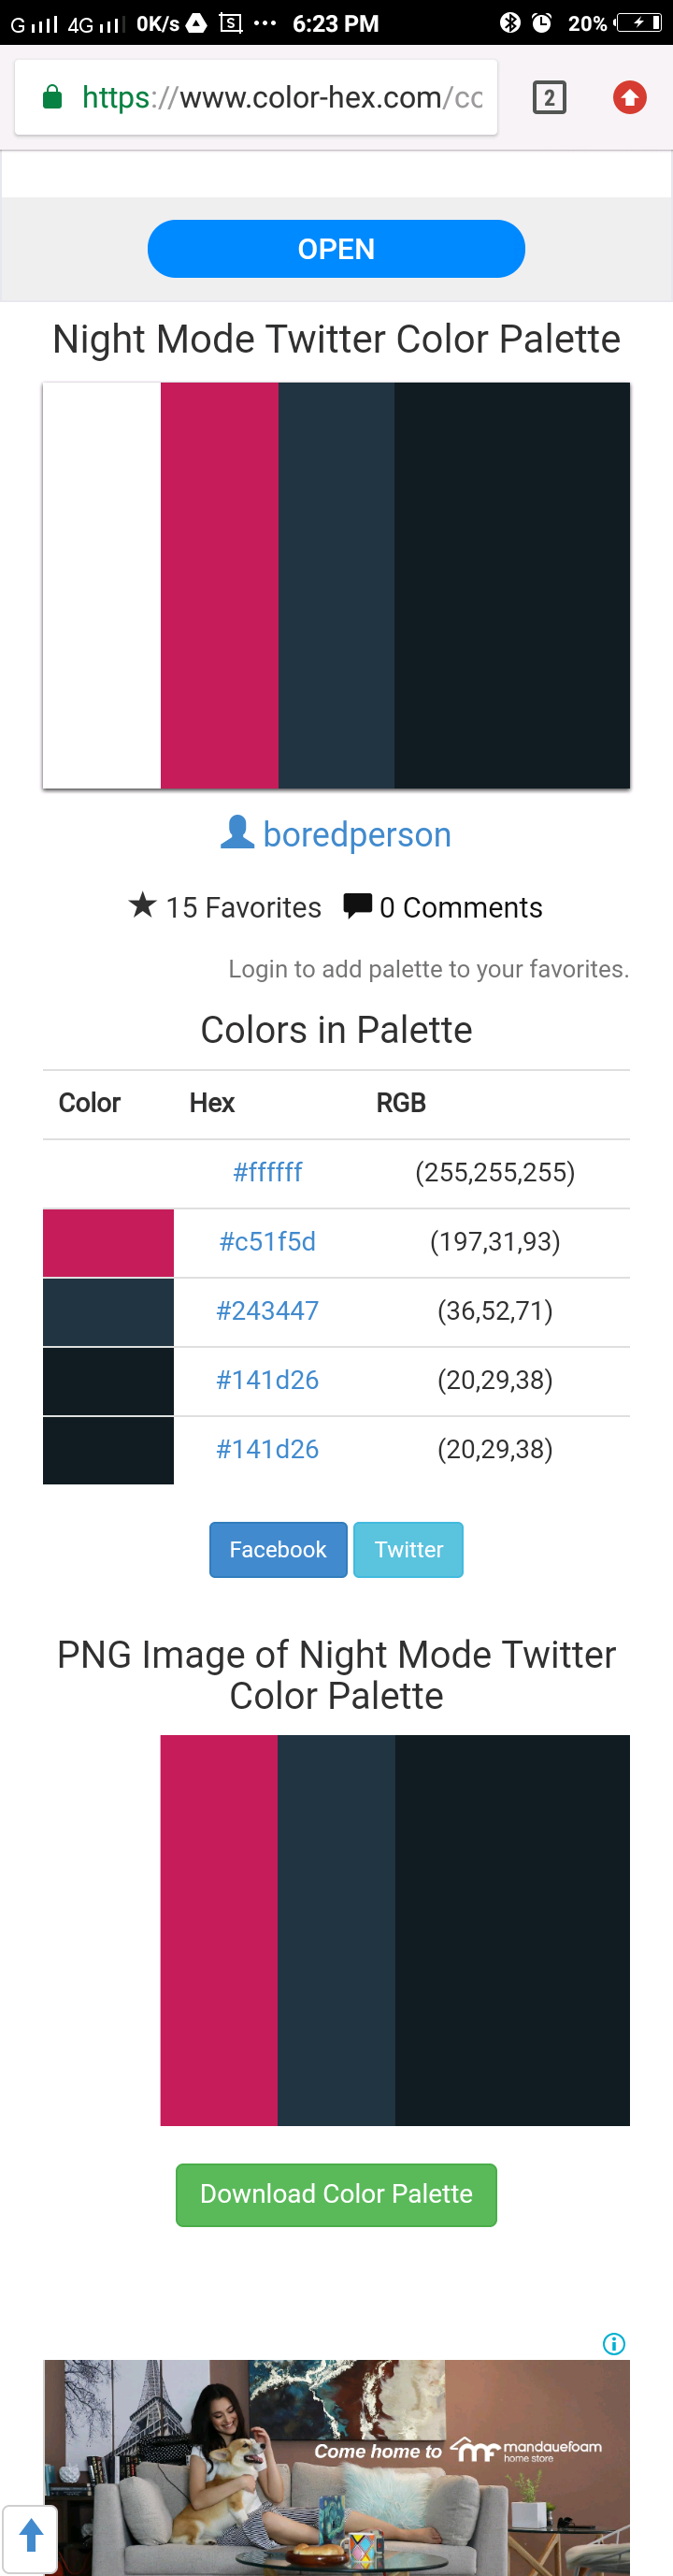 G 4G 0K/s S ••• 6:23 PM 20%
https://www.color-hex.com/cc 2
OPEN
Night Mode Twitter Color Palette
boredperson
15 Favorites 0 Comments
Login to add palette to your favorites.
Colors in Palette
Color Hex RGB
#ffffff (255,255,255)
#c51f5d (197,31,93)
#243447 (36,52,71)
#141d26 (20,29,38)
#141d26 (20,29,38)
Facebook Twitter
PNG Image of Night Mode Twitter
Color Palette
Download Color Palette
Come home to mf mandauefoam
home store